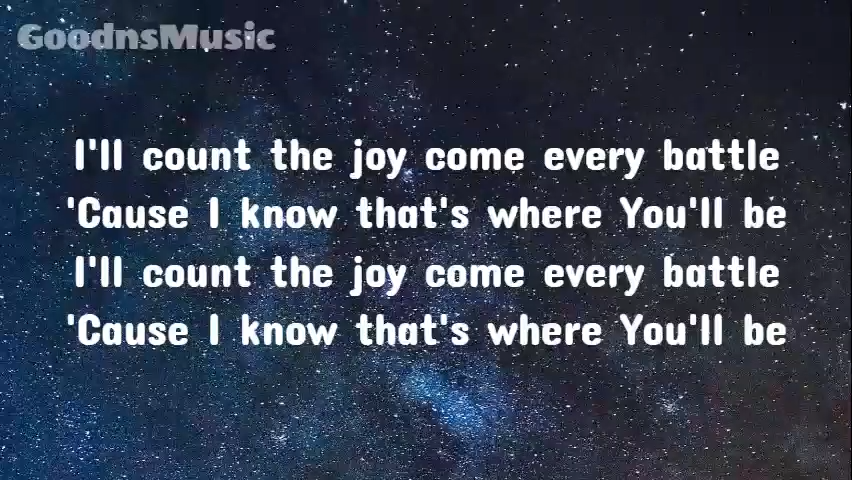 GoodnsMusic
I'll count the joy come every battle
'Cause I know that's where You'll be
I'll count the joy come every battle
'Cause I know that's where You'll be